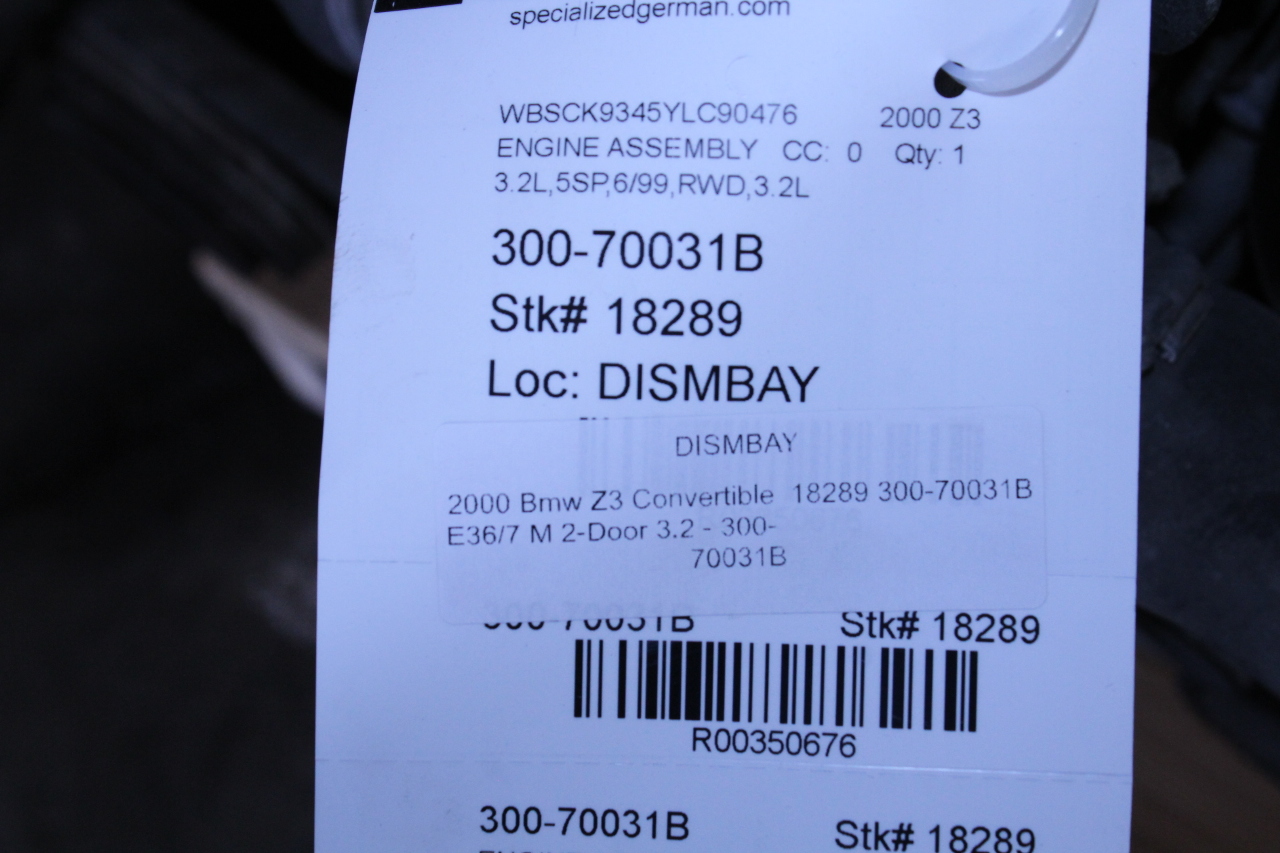 specializedgerman.com
WBSCK9345YLC90476 2000 Z3
ENGINE ASSEMBLY CC: 0 Qty: 1
3.2L,5SP,6/99,RWD,3.2L
300-70031B
Stk# 18289
Loc: DISMBAY
DISMBAY
2000 Bmw Z3 Convertible 18289 300-70031B
E36/7 M 2-Door 3.2 - 300-
70031B
300-70031B Stk# 18289
R00350676
300-70031B Stk# 18289